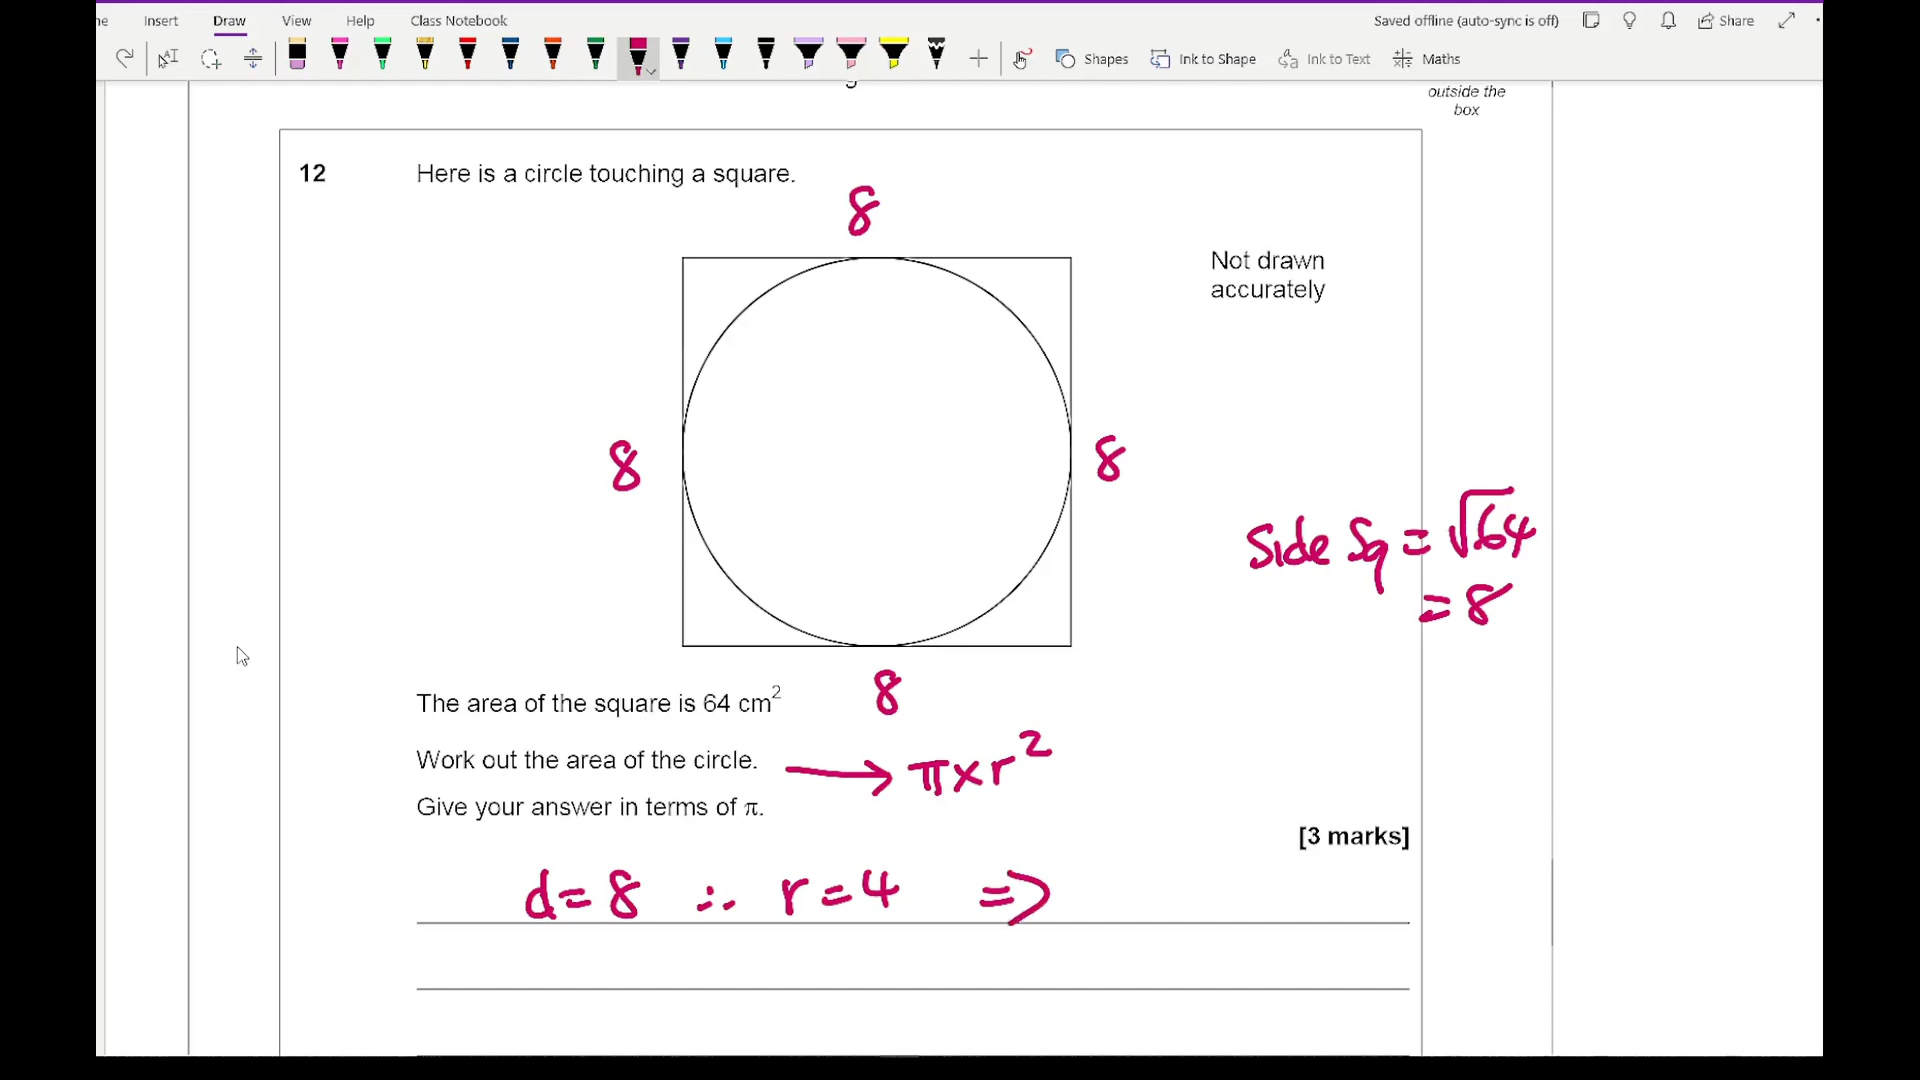 Insert Draw View Help Class Notebook Saved offline (auto-sync is off) Share
Shapes Ink to Shape Ink to Text Maths
outside the
box
12 Here is a circle touching a square.
8
Not drawn
accurately
8 8
side sq = √64
= 8
8
The area of the square is 64 cm²
Work out the area of the circle. → π x r²
Give your answer in terms of π.
[3 marks]
d = 8 ∴ r = 4 ⇒